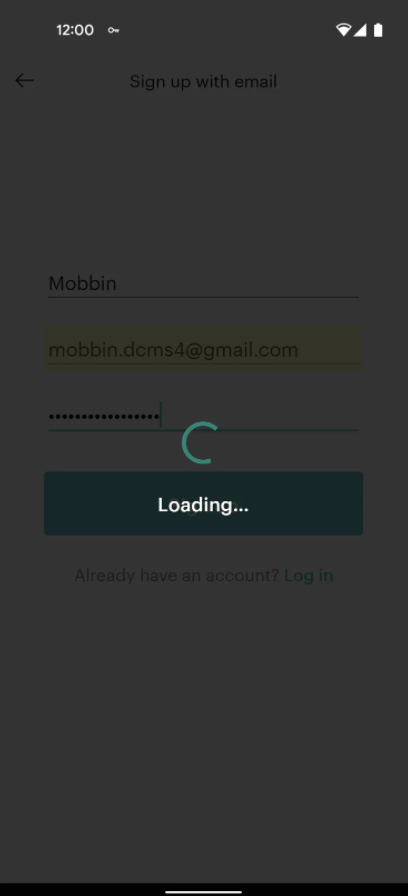 12:00
Sign up with email
Mobbin
mobbin.dcms4@gmail.com
•••••••••••••••••
Loading...
Already have an account? Log in